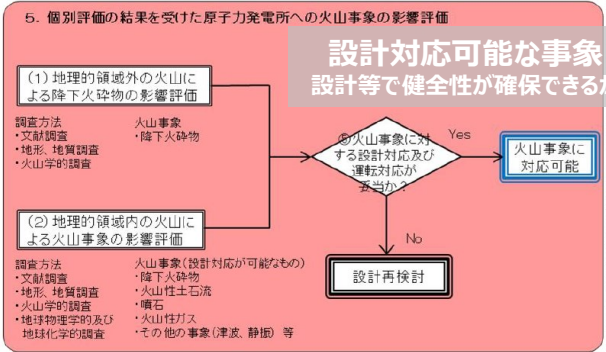 5. 個別評価の結果を受けた原子力発電所への火山事象の影響評価
設計対応可能な事象
設計等で健全性が確保できるか
(1) 地理的領域外の火山に
よる降下火砕物の影響評価
調査方法
・文献調査
・地形、地質調査
・火山学的調査
火山事象
・降下火砕物
⑤火山事象に対
する設計対応及び
運転対応が
妥当か?
Yes
火山事象に
対応可能
No
設計再検討
(2) 地理的領域内の火山に
よる火山事象の影響評価
調査方法
・文献調査
・地形、地質調査
・火山学的調査
・地球物理学的及び
地球化学的調査
火山事象(設計対応が可能なもの)
・降下火砕物
・火山性土石流
・噴石
・火山性ガス
・その他の事象(津波、静振) 等